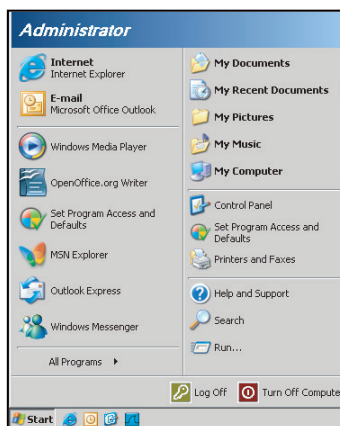 Administrator
Internet
Internet Explorer
E-mail
Microsoft Office Outlook
Windows Media Player
OpenOffice.org Writer
Set Program Access and
Defaults
MSN Explorer
Outlook Express
Windows Messenger
All Programs
My Documents
My Recent Documents
My Pictures
My Music
My Computer
Control Panel
Set Program Access and
Defaults
Printers and Faxes
Help and Support
Search
Run...
Log Off
Turn Off Compute
Start